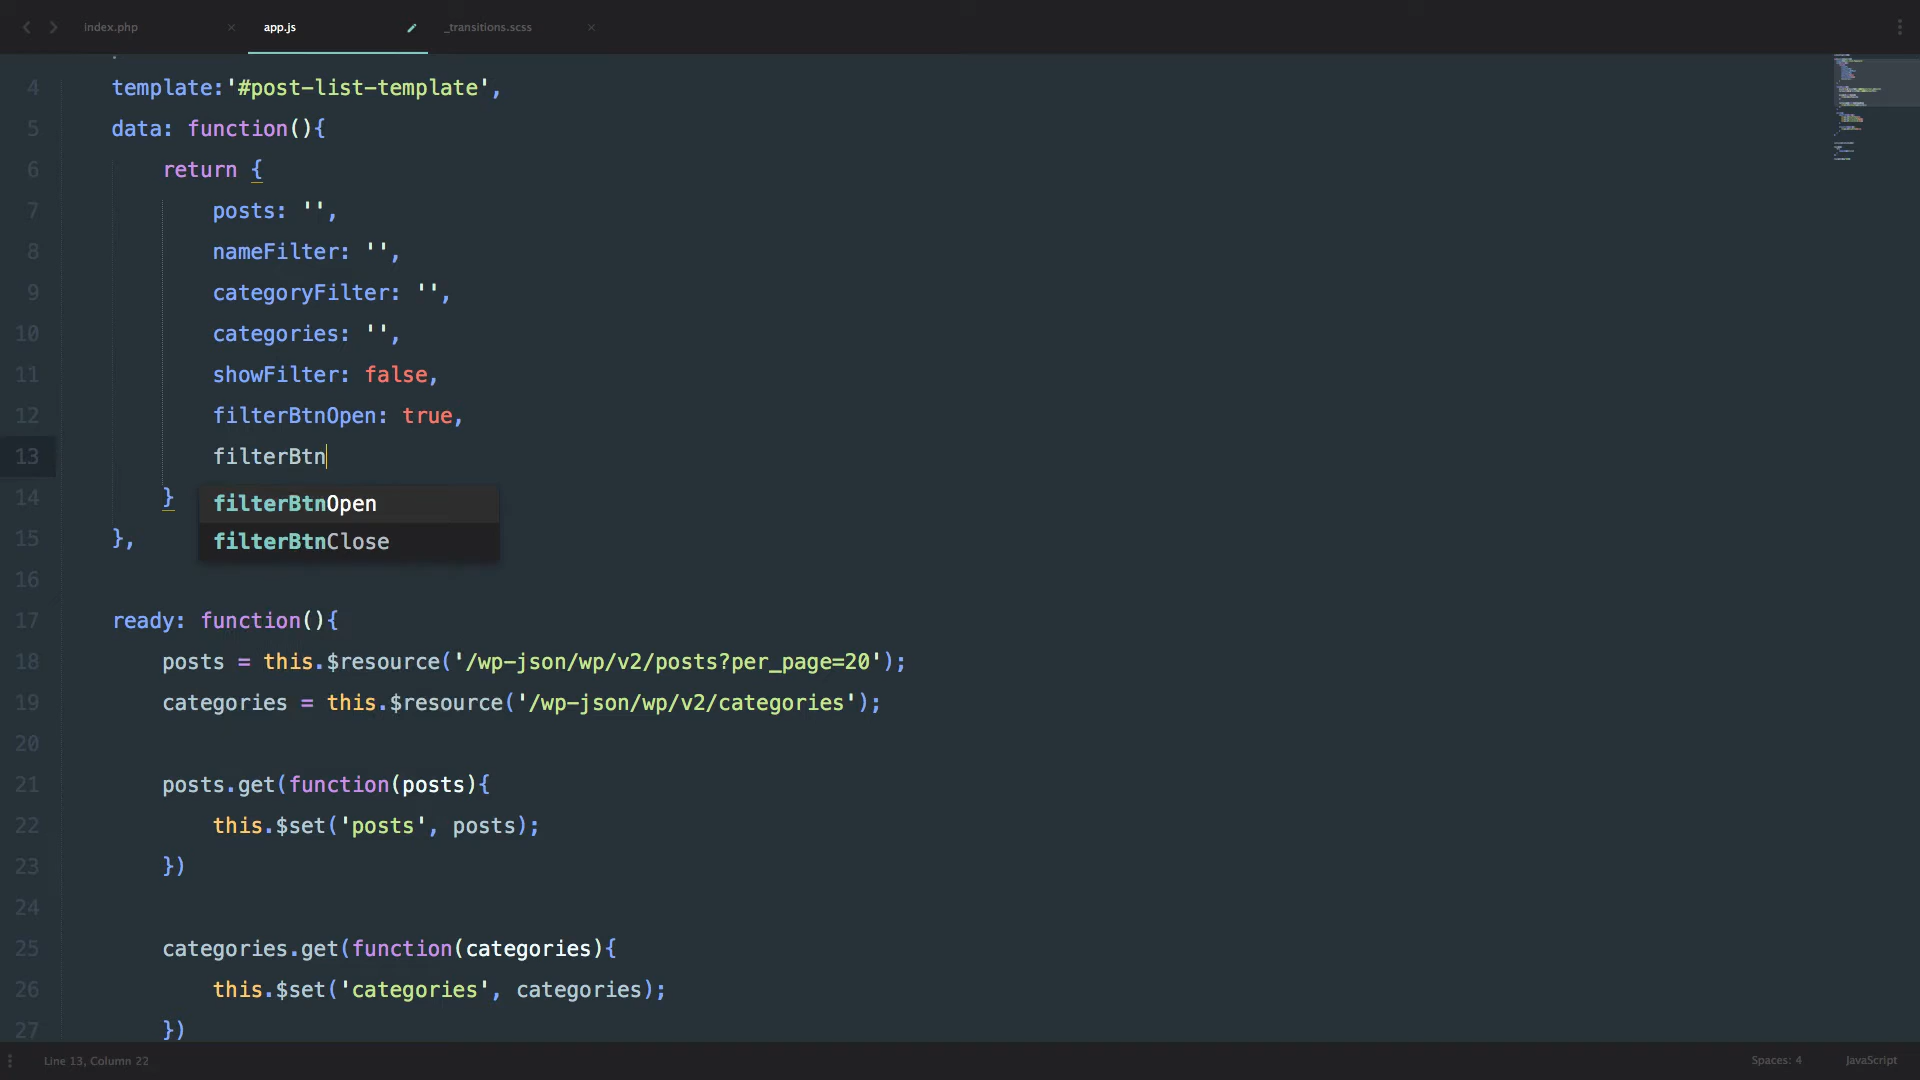 index.php ×
app.js
_transitions.scss ×
4 template:'#post-list-template',
5 data: function(){
6 return {
7 posts: '',
8 nameFilter: '',
9 categoryFilter: '',
10 categories: '',
11 showFilter: false,
12 filterBtnOpen: true,
13 filterBtn
14 }
filterBtnOpen
filterBtnClose
15 },
16
17 ready: function(){
18 posts = this.$resource('/wp-json/wp/v2/posts?per_page=20');
19 categories = this.$resource('/wp-json/wp/v2/categories');
20
21 posts.get(function(posts){
22 this.$set('posts', posts);
23 })
24
25 categories.get(function(categories){
26 this.$set('categories', categories);
27 })
Line 13, Column 22
Spaces: 4
JavaScript